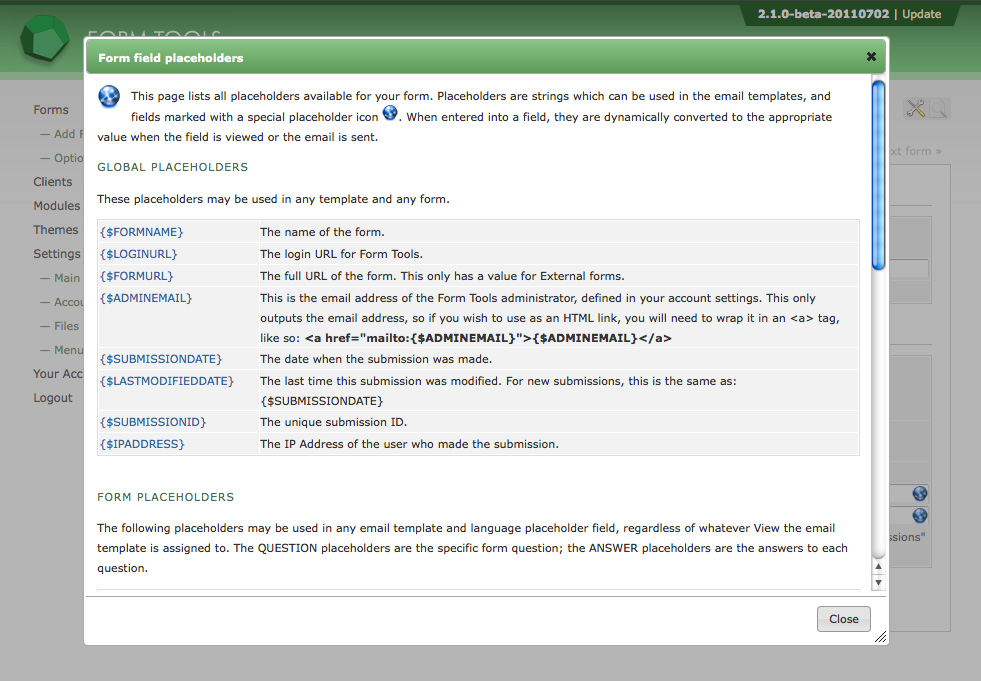 2.1.0-beta-20110702 | Update
FORM TOOLS
Form field placeholders
This page lists all placeholders available for your form. Placeholders are strings which can be used in the email templates, and
fields marked with a special placeholder icon . When entered into a field, they are dynamically converted to the appropriate
value when the field is viewed or the email is sent.
GLOBAL PLACEHOLDERS
These placeholders may be used in any template and any form.
{$FORMNAME} The name of the form.
{$LOGINURL} The login URL for Form Tools.
{$FORMURL} The full URL of the form. This only has a value for External forms.
{$ADMINEMAIL} This is the email address of the Form Tools administrator, defined in your account settings. This only
outputs the email address, so if you wish to use as an HTML link, you will need to wrap it in an <a> tag,
like so: <a href="mailto:{$ADMINEMAIL}">{$ADMINEMAIL}</a>
{$SUBMISSIONDATE} The date when the submission was made.
{$LASTMODIFIEDDATE} The last time this submission was modified. For new submissions, this is the same as:
{$SUBMISSIONDATE}
{$SUBMISSIONID} The unique submission ID.
{$IPADDRESS} The IP Address of the user who made the submission.
FORM PLACEHOLDERS
The following placeholders may be used in any email template and language placeholder field, regardless of whatever View the email
template is assigned to. The QUESTION placeholders are the specific form question; the ANSWER placeholders are the answers to each
question.
Close
Forms
— Add F
— Optio
Clients
Modules
Themes
Settings
— Main
— Accou
— Files
— Menu
Your Acc
Logout
xt form »
ssions"